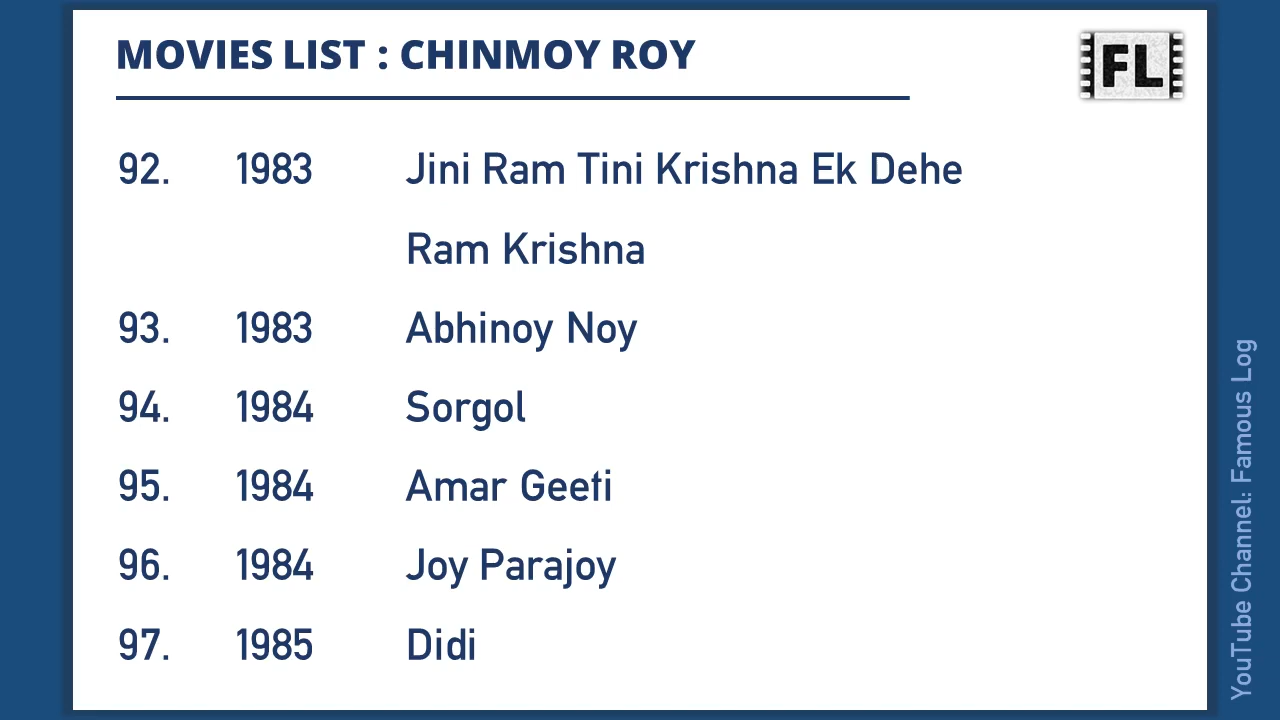 MOVIES LIST : CHINMOY ROY
FL
92. 1983 Jini Ram Tini Krishna Ek Dehe
Ram Krishna
93. 1983 Abhinoy Noy
94. 1984 Sorgol
95. 1984 Amar Geeti
96. 1984 Joy Parajoy
97. 1985 Didi
YouTube Channel: Famous Log